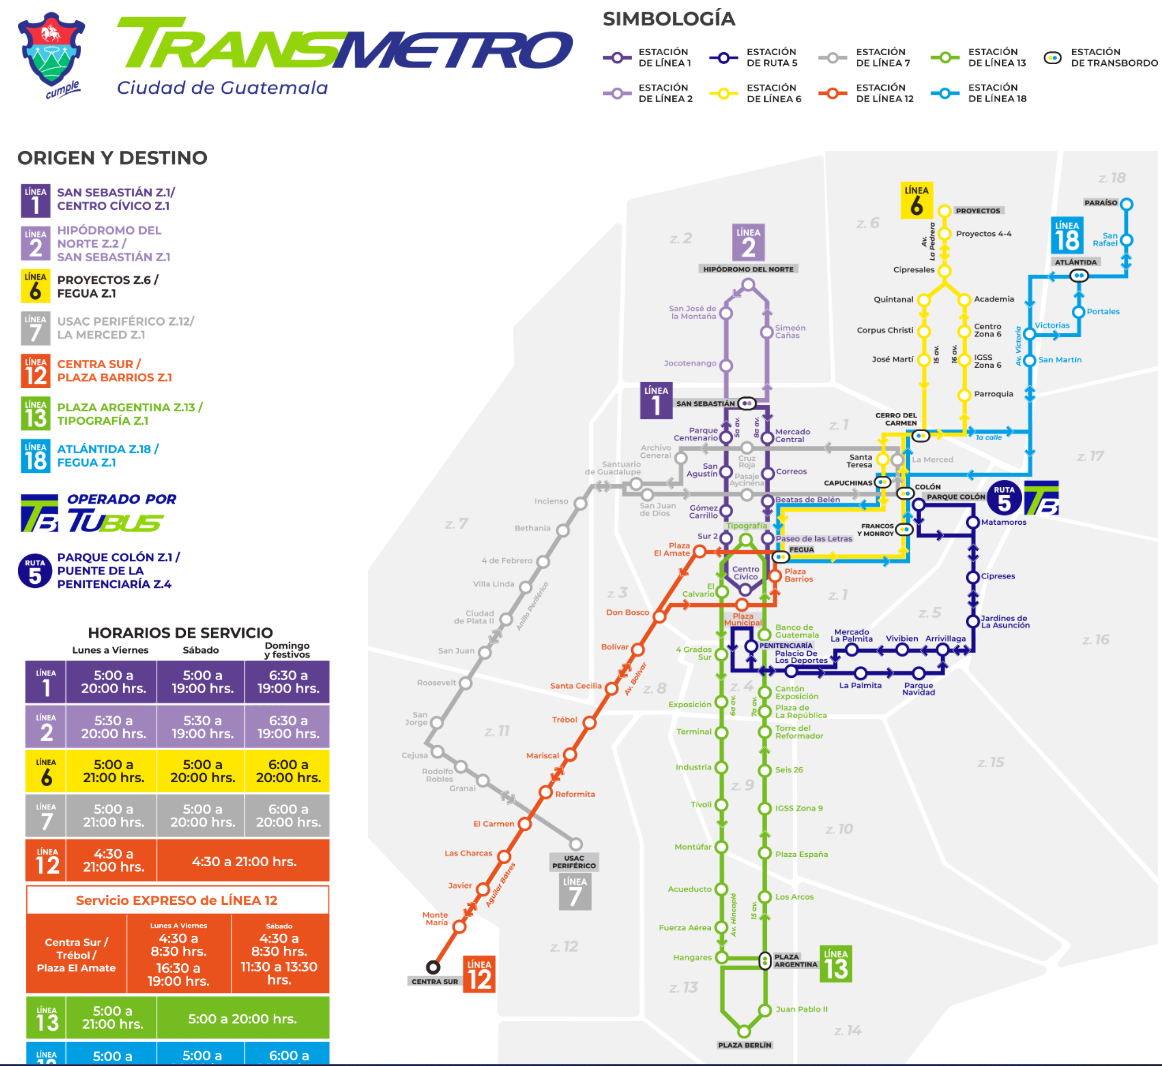 cumple
TRANSMETRO
Ciudad de Guatemala
SIMBOLOGÍA
ESTACIÓN
DE LÍNEA 1
ESTACIÓN
DE RUTA 5
ESTACIÓN
DE LÍNEA 7
ESTACIÓN
DE LÍNEA 13
ESTACIÓN
DE TRANSBORDO
ESTACIÓN
DE LÍNEA 2
ESTACIÓN
DE LÍNEA 6
ESTACIÓN
DE LÍNEA 12
ESTACIÓN
DE LÍNEA 18
ORIGEN Y DESTINO
LÍNEA
1
SAN SEBASTIÁN Z.1/
CENTRO CÍVICO Z.1
LÍNEA
2
HIPÓDROMO DEL
NORTE Z.2 /
SAN SEBASTIÁN Z.1
LÍNEA
6
PROYECTOS Z.6 /
FEGUA Z.1
LÍNEA
7
USAC PERIFÉRICO Z.12/
LA MERCED Z.1
LÍNEA
12
CENTRA SUR /
PLAZA BARRIOS Z.1
LÍNEA
13
PLAZA ARGENTINA Z.13 /
TIPOGRAFÍA Z.1
LÍNEA
18
ATLÁNTIDA Z.18 /
FEGUA Z.1
TB
OPERADO POR
TUBUS
RUTA
5
PARQUE COLÓN Z.1 /
PUENTE DE LA
PENITENCIARÍA Z.4
HORARIOS DE SERVICIO
Lunes a Viernes
Sábado
Domingo
y festivos
LÍNEA
1
5:00 a
20:00 hrs.
5:00 a
19:00 hrs.
6:30 a
19:00 hrs.
LÍNEA
2
5:30 a
20:00 hrs.
5:30 a
19:00 hrs.
6:30 a
19:00 hrs.
LÍNEA
6
5:00 a
21:00 hrs.
5:00 a
20:00 hrs.
6:00 a
20:00 hrs.
LÍNEA
7
5:00 a
21:00 hrs.
5:00 a
20:00 hrs.
6:00 a
20:00 hrs.
LÍNEA
12
4:30 a
21:00 hrs.
4:30 a 21:00 hrs.
Servicio EXPRESO de LÍNEA 12
Centra Sur /
Trébol /
Plaza El Amate
Lunes A Viernes
4:30 a
8:30 hrs.
16:30 a
19:00 hrs.
Sábado
4:30 a
8:30 hrs.
11:30 a 13:30
hrs.
LÍNEA
13
5:00 a
21:00 hrs.
5:00 a 20:00 hrs.
LÍNEA
5:00 a
5:00 a
6:00 a
z. 18
z. 6
z. 2
z. 1
z. 17
z. 7
z. 3
z. 1
z. 5
z. 16
z. 8
z. 4
z. 11
z. 9
z. 15
z. 10
z. 12
z. 13
z. 14
LÍNEA
6
PROYECTOS
Av.
La Pedrera
Proyectos 4-4
Cipresales
Quintanal
Academia
Corpus Christi
Centro
Zona 6
José Martí
15 av.
16 av.
IGSS
Zona 6
Parroquia
CERRO DEL
CARMEN
Santa
Teresa
La Merced
CAPUCHINAS
COLÓN
FRANCOS
Y MONROY
FEGUA
PARAÍSO
San
Rafael
LÍNEA
18
ATLÁNTIDA
Portales
Victorias
Av. Victoria
San Martín
1a calle
LÍNEA
2
HIPÓDROMO DEL NORTE
San José de
la Montaña
Simeón
Cañas
Jocotenango
LÍNEA
1
SAN SEBASTIÁN
5a av.
8a av.
Parque
Centenario
Mercado
Central
San
Agustín
Correos
Gómez
Carrillo
Beatas de Belén
Sur 2
Paseo de las Letras
Centro
Cívico
Archivo
General
Cruz
Roja
Santuario
de Guadalupe
Pasaje
Aycinena
San Juan
de Dios
Incienso
Bethania
4 de Febrero
Villa Linda
Anillo Periférico
Ciudad
de Plata II
San Juan
Roosevelt
San
Jorge
Cejusa
Rodolfo
Robles
Granai
USAC
PERIFÉRICO
LÍNEA
7
PARQUE COLÓN
RUTA
5
TB
Matamoros
Cipreses
Jardines de
La Asunción
Arrivillaga
Vivibien
Mercado
La Palmita
Palacio De
Los Deportes
PENITENCIARÍA
La Palmita
Parque
Navidad
Plaza
El Amate
Plaza
Barrios
Plaza
Municipal
Don Bosco
Bolívar
Av. Bolívar
Santa Cecilia
Trébol
Mariscal
Reformita
El Carmen
Las Charcas
Aguilar Batres
Javier
Monte
María
CENTRA SUR
LÍNEA
12
Tipografía
El
Calvario
Banco de
Guatemala
4 Grados
Sur
Cantón
Exposición
6a av.
7a av.
Exposición
Plaza de
La República
Terminal
Torre del
Reformador
Industria
Seis 26
Tívoli
IGSS Zona 9
Montúfar
Plaza España
Acueducto
Los Arcos
Av. Hincapié
15 av.
Fuerza Aérea
Hangares
PLAZA
ARGENTINA
LÍNEA
13
Juan Pablo II
PLAZA BERLÍN